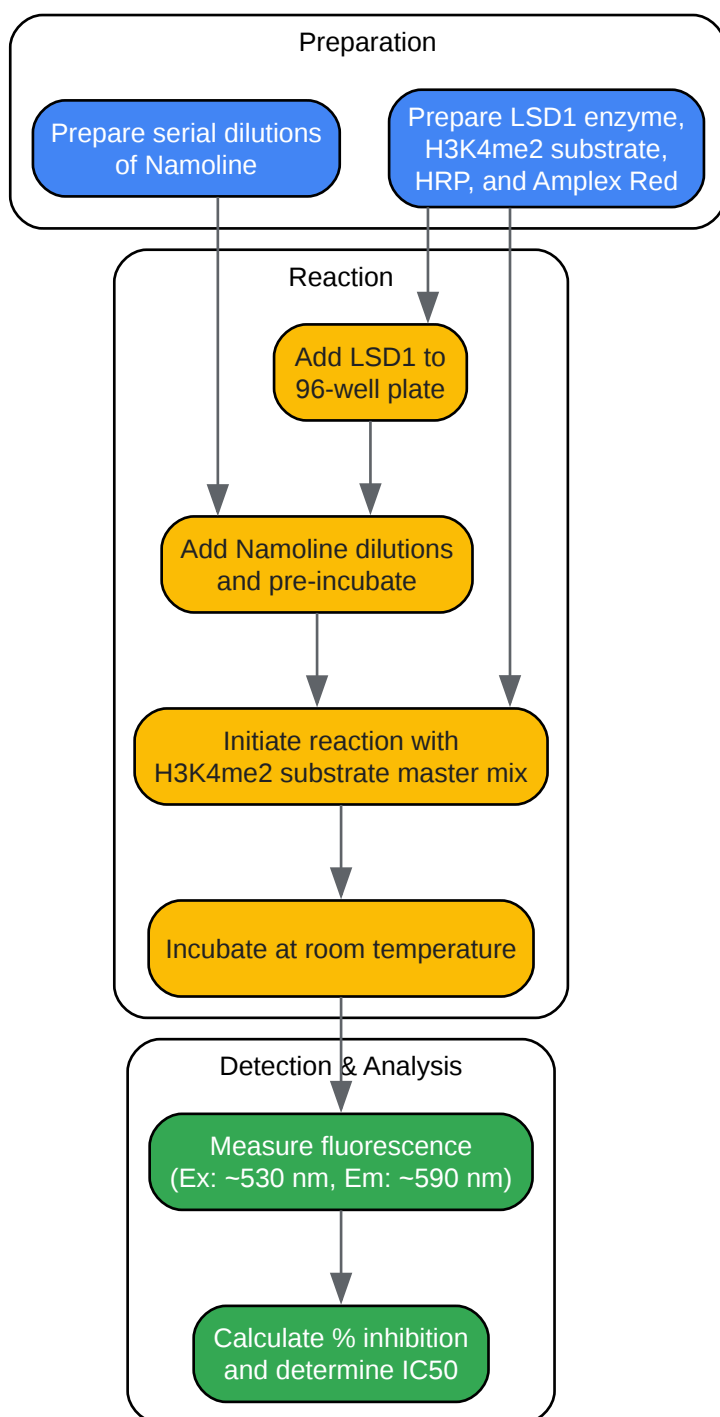 Preparation
Prepare serial dilutions
of Namoline
Prepare LSD1 enzyme,
H3K4me2 substrate,
HRP, and Amplex Red
Reaction
Add LSD1 to
96-well plate
Add Namoline dilutions
and pre-incubate
Initiate reaction with
H3K4me2 substrate master mix
Incubate at room temperature
Detection & Analysis
Measure fluorescence
(Ex: ~530 nm, Em: ~590 nm)
Calculate % inhibition
and determine IC50